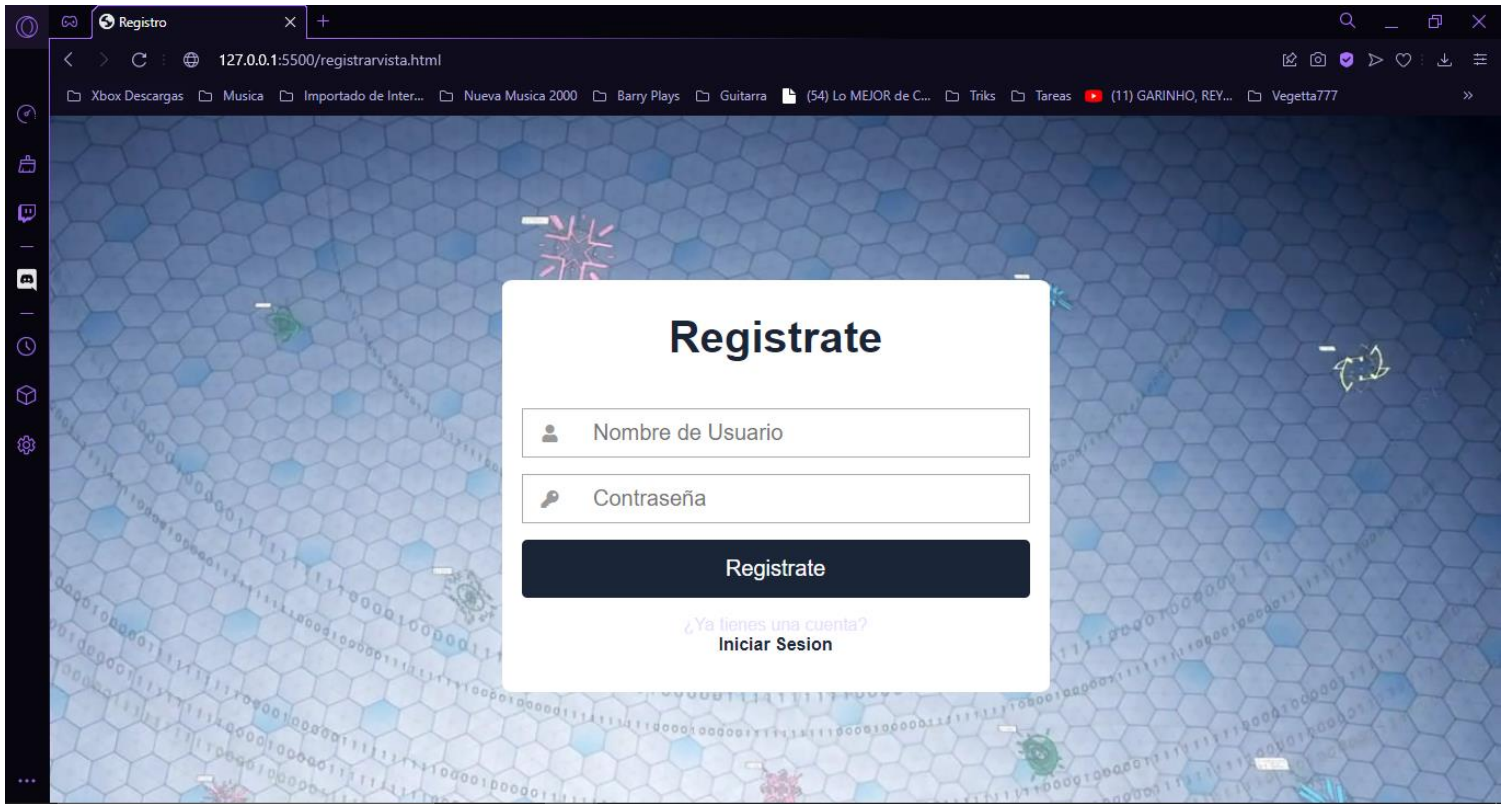 Registro
127.0.0.1:5500/registrarvista.html
Xbox Descargas Musica Importado de Inter... Nueva Musica 2000 Barry Plays Guitarra (54) Lo MEJOR de C... Triks Tareas (11) GARINHO, REY... Vegetta777
Registrate
Nombre de Usuario
Contraseña
Registrate
¿Ya tienes una cuenta?
Iniciar Sesion